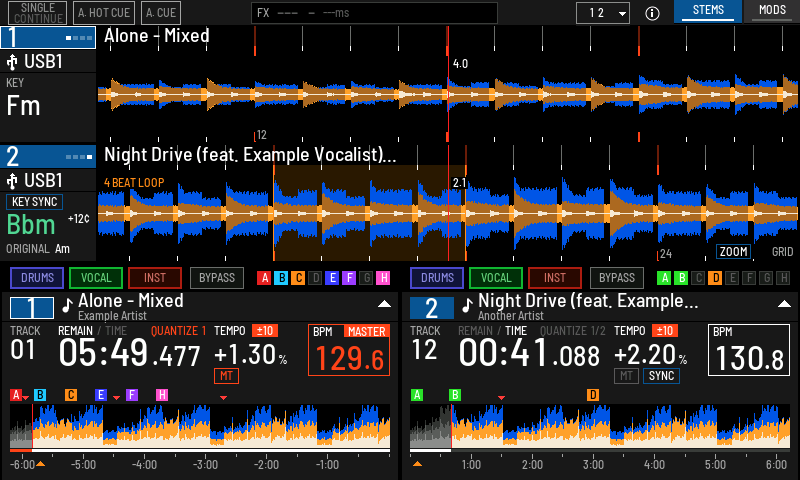 SINGLE
CONTINUE
A. HOT CUE
A. CUE
FX --- - ---ms
1 2
STEMS
MODS
1
Alone - Mixed
USB1
KEY
Fm
4.0
12
2
Night Drive (feat. Example Vocalist)...
USB1
4 BEAT LOOP
2.1
KEY SYNC
Bbm +12¢
ORIGINAL Am
24
ZOOM
GRID
DRUMS VOCAL INST BYPASS A B C D E F G H
DRUMS VOCAL INST BYPASS A B C D E F G H
1
Alone - Mixed
Example Artist
TRACK
01
REMAIN / TIME
05:49.477
QUANTIZE 1
TEMPO ±10
+1.30%
MT
BPM MASTER
129.6
A B C E F H
-6:00 -5:00 -4:00 -3:00 -2:00 -1:00
2
Night Drive (feat. Example...
Another Artist
TRACK
12
REMAIN / TIME
00:41.088
QUANTIZE 1/2
TEMPO ±10
+2.20%
MT SYNC
BPM
130.8
A B D
1:00 2:00 3:00 4:00 5:00 6:00